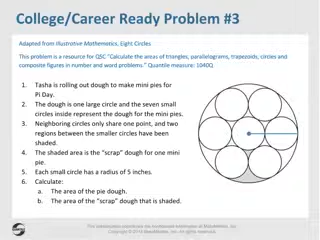 College/Career Ready Problem #3
Adapted from Illustrative Mathematics, Eight Circles
This problem is a resource for QSC "Calculate the areas of triangles, parallelograms, trapezoids, circles and
composite figures in number and word problems." Quantile measure: 1040Q
1. Tasha is rolling out dough to make mini pies for
Pi Day.
2. The dough is one large circle and the seven small
circles inside represent the dough for the mini pies.
3. Neighboring circles only share one point, and two
regions between the smaller circles have been
shaded.
4. The shaded area is the "scrap" dough for one mini
pie.
5. Each small circle has a radius of 5 inches.
6. Calculate:
a. The area of the pie dough.
b. The area of the "scrap" dough that is shaded.